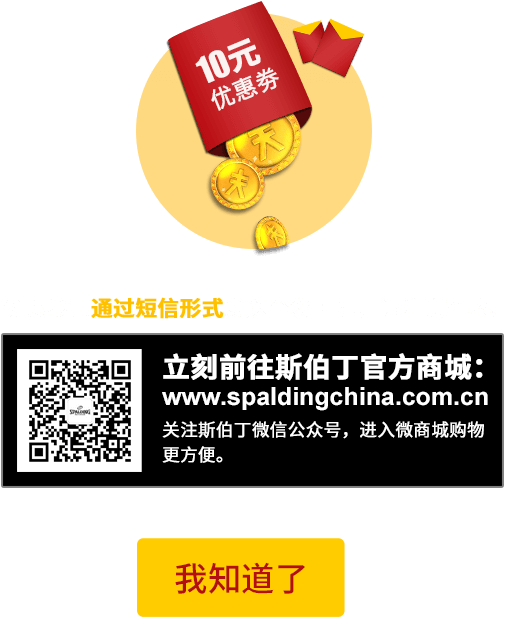 10元
优惠券
通过短信形式
立刻前往斯伯丁官方商城：
www.spaldingchina.com.cn
关注斯伯丁微信公众号，进入微商城购物
更方便。
SPALDING
我知道了